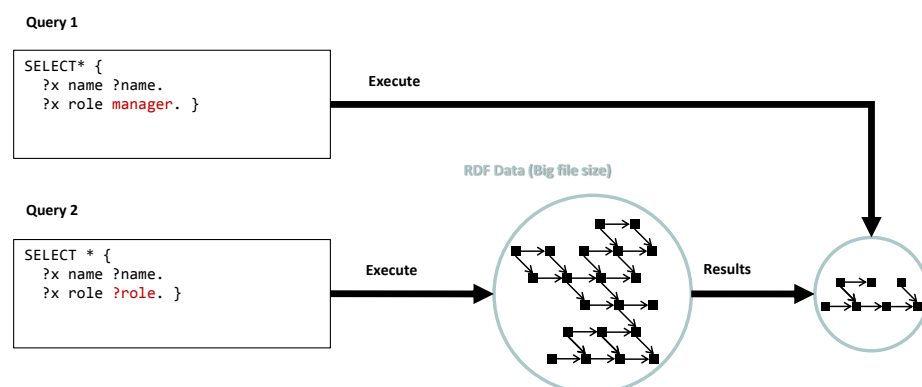 Query 1
SELECT* {
?x name ?name.
?x role manager. }
Execute
RDF Data (Big file size)
Query 2
SELECT * {
?x name ?name.
?x role ?role. }
Execute
Results